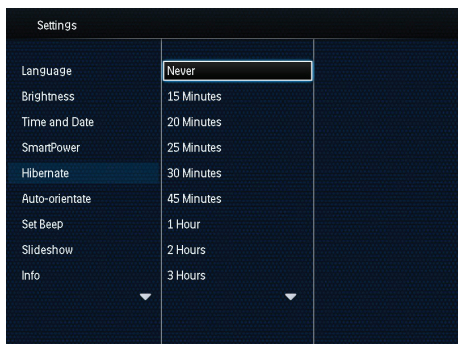 Settings
Language
Brightness
Time and Date
SmartPower
Hibernate
Auto-orientate
Set Beep
Slideshow
Info
Never
15 Minutes
20 Minutes
25 Minutes
30 Minutes
45 Minutes
1 Hour
2 Hours
3 Hours